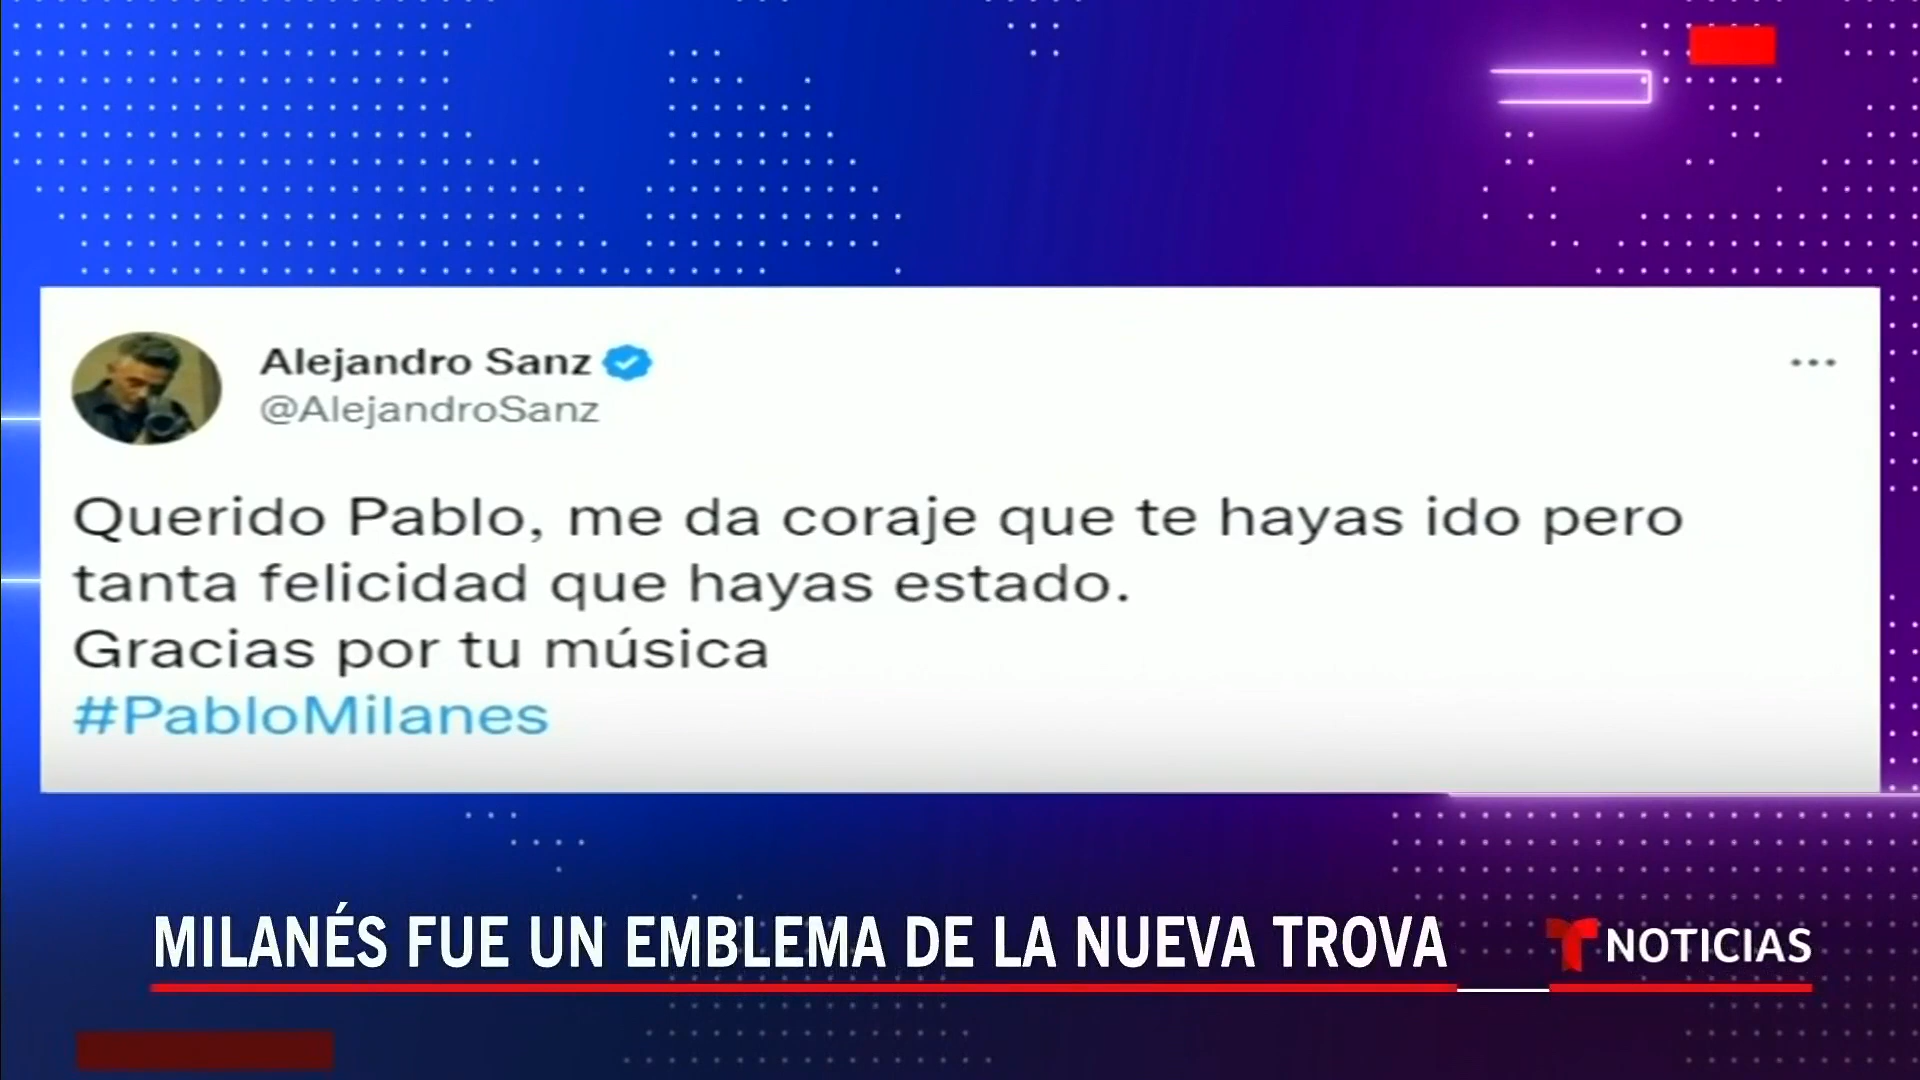 Alejandro Sanz
@AlejandroSanz
Querido Pablo, me da coraje que te hayas ido pero
tanta felicidad que hayas estado.
Gracias por tu música
#PabloMilanes
MILANÉS FUE UN EMBLEMA DE LA NUEVA TROVA
NOTICIAS